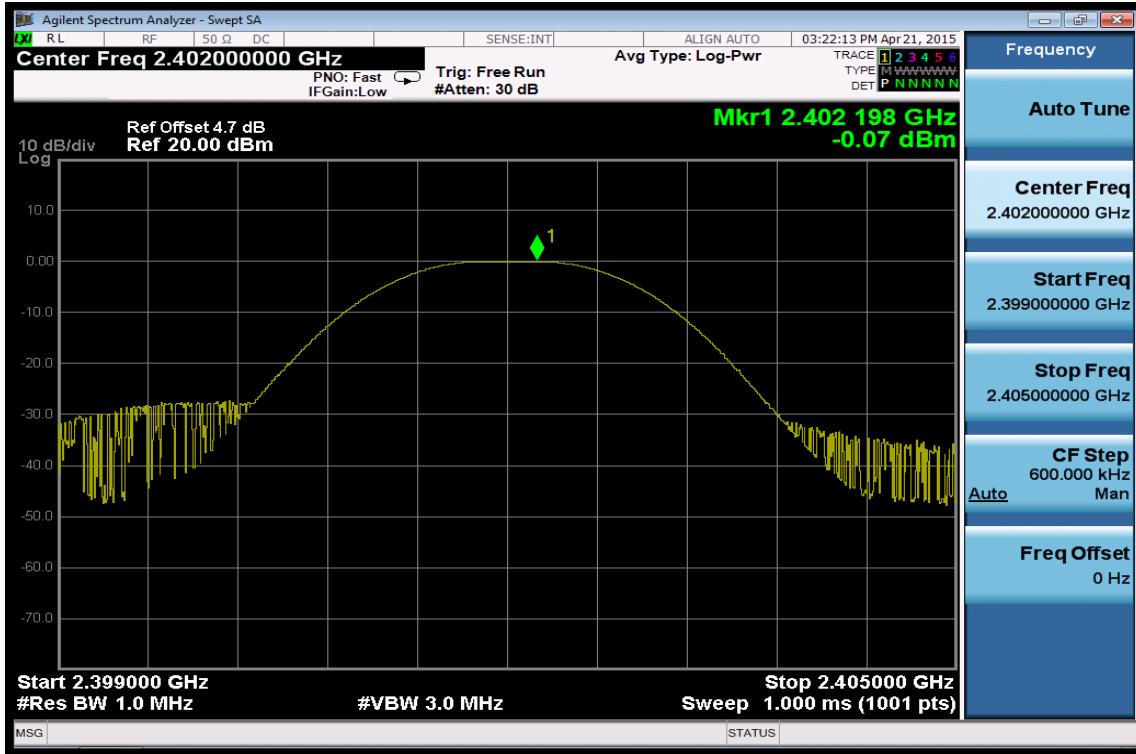 Agilent Spectrum Analyzer - Swept SA
LXI RL RF 50 Ω DC SENSE:INT ALIGN AUTO 03:22:13 PM Apr 21, 2015
Center Freq 2.402000000 GHz
PNO: Fast
IFGain:Low
Trig: Free Run
#Atten: 30 dB
Avg Type: Log-Pwr
TRACE 1 2 3 4 5 6
TYPE M WWWWW
DET P N N N N N
Ref Offset 4.7 dB
Ref 20.00 dBm
10 dB/div
Log
Mkr1 2.402 198 GHz
-0.07 dBm
1
10.0
0.00
-10.0
-20.0
-30.0
-40.0
-50.0
-60.0
-70.0
Start 2.399000 GHz
Stop 2.405000 GHz
#Res BW 1.0 MHz
#VBW 3.0 MHz
Sweep 1.000 ms (1001 pts)
MSG
STATUS
Frequency
Auto Tune
Center Freq
2.402000000 GHz
Start Freq
2.399000000 GHz
Stop Freq
2.405000000 GHz
CF Step
600.000 kHz
Auto Man
Freq Offset
0 Hz